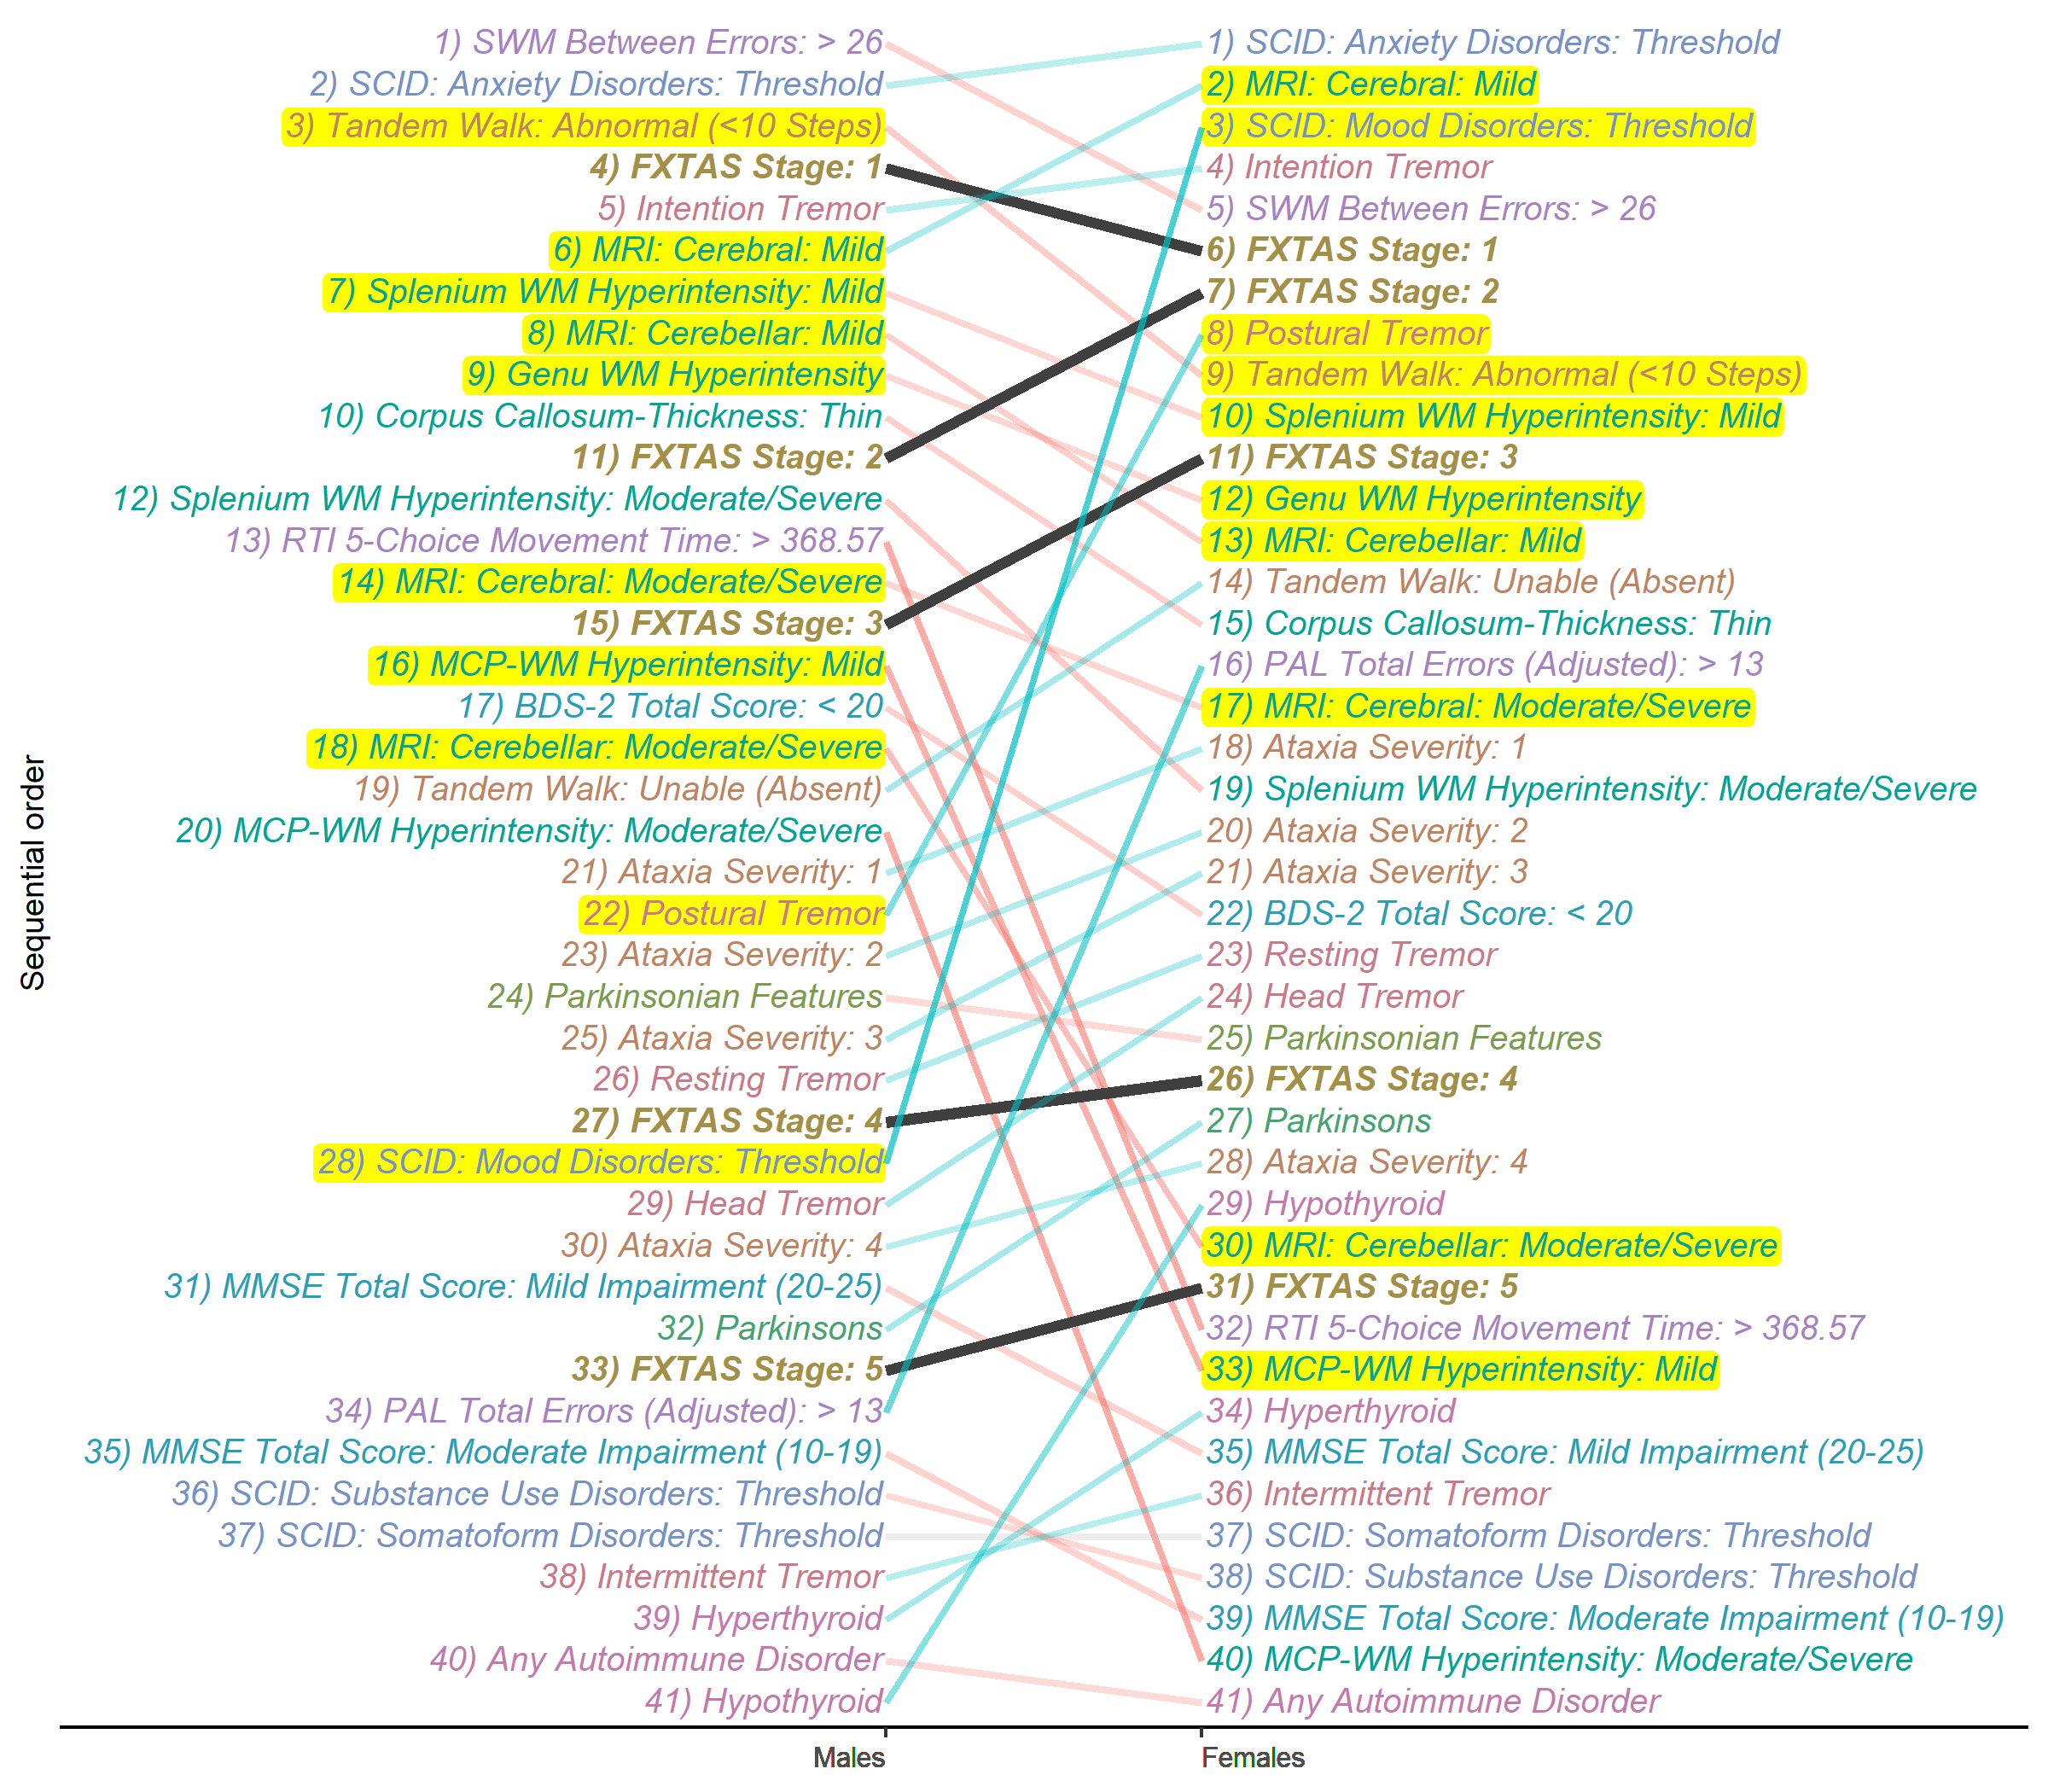 Sequential order
1) SWM Between Errors: > 26
2) SCID: Anxiety Disorders: Threshold
3) Tandem Walk: Abnormal (<10 Steps)
4) FXTAS Stage: 1
5) Intention Tremor
6) MRI: Cerebral: Mild
7) Splenium WM Hyperintensity: Mild
8) MRI: Cerebellar: Mild
9) Genu WM Hyperintensity
10) Corpus Callosum-Thickness: Thin
11) FXTAS Stage: 2
12) Splenium WM Hyperintensity: Moderate/Severe
13) RTI 5-Choice Movement Time: > 368.57
14) MRI: Cerebral: Moderate/Severe
15) FXTAS Stage: 3
16) MCP-WM Hyperintensity: Mild
17) BDS-2 Total Score: < 20
18) MRI: Cerebellar: Moderate/Severe
19) Tandem Walk: Unable (Absent)
20) MCP-WM Hyperintensity: Moderate/Severe
21) Ataxia Severity: 1
22) Postural Tremor
23) Ataxia Severity: 2
24) Parkinsonian Features
25) Ataxia Severity: 3
26) Resting Tremor
27) FXTAS Stage: 4
28) SCID: Mood Disorders: Threshold
29) Head Tremor
30) Ataxia Severity: 4
31) MMSE Total Score: Mild Impairment (20-25)
32) Parkinsons
33) FXTAS Stage: 5
34) PAL Total Errors (Adjusted): > 13
35) MMSE Total Score: Moderate Impairment (10-19)
36) SCID: Substance Use Disorders: Threshold
37) SCID: Somatoform Disorders: Threshold
38) Intermittent Tremor
39) Hyperthyroid
40) Any Autoimmune Disorder
41) Hypothyroid
Males
1) SCID: Anxiety Disorders: Threshold
2) MRI: Cerebral: Mild
3) SCID: Mood Disorders: Threshold
4) Intention Tremor
5) SWM Between Errors: > 26
6) FXTAS Stage: 1
7) FXTAS Stage: 2
8) Postural Tremor
9) Tandem Walk: Abnormal (<10 Steps)
10) Splenium WM Hyperintensity: Mild
11) FXTAS Stage: 3
12) Genu WM Hyperintensity
13) MRI: Cerebellar: Mild
14) Tandem Walk: Unable (Absent)
15) Corpus Callosum-Thickness: Thin
16) PAL Total Errors (Adjusted): > 13
17) MRI: Cerebral: Moderate/Severe
18) Ataxia Severity: 1
19) Splenium WM Hyperintensity: Moderate/Severe
20) Ataxia Severity: 2
21) Ataxia Severity: 3
22) BDS-2 Total Score: < 20
23) Resting Tremor
24) Head Tremor
25) Parkinsonian Features
26) FXTAS Stage: 4
27) Parkinsons
28) Ataxia Severity: 4
29) Hypothyroid
30) MRI: Cerebellar: Moderate/Severe
31) FXTAS Stage: 5
32) RTI 5-Choice Movement Time: > 368.57
33) MCP-WM Hyperintensity: Mild
34) Hyperthyroid
35) MMSE Total Score: Mild Impairment (20-25)
36) Intermittent Tremor
37) SCID: Somatoform Disorders: Threshold
38) SCID: Substance Use Disorders: Threshold
39) MMSE Total Score: Moderate Impairment (10-19)
40) MCP-WM Hyperintensity: Moderate/Severe
41) Any Autoimmune Disorder
Females